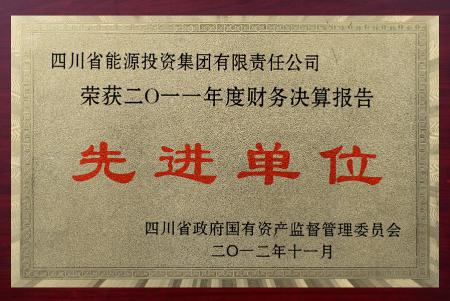 四川省能源投资集团有限责任公司
荣获二〇一一年度财务决算报告
先进单位
四川省政府国有资产监督管理委员会
二〇一二年十一月